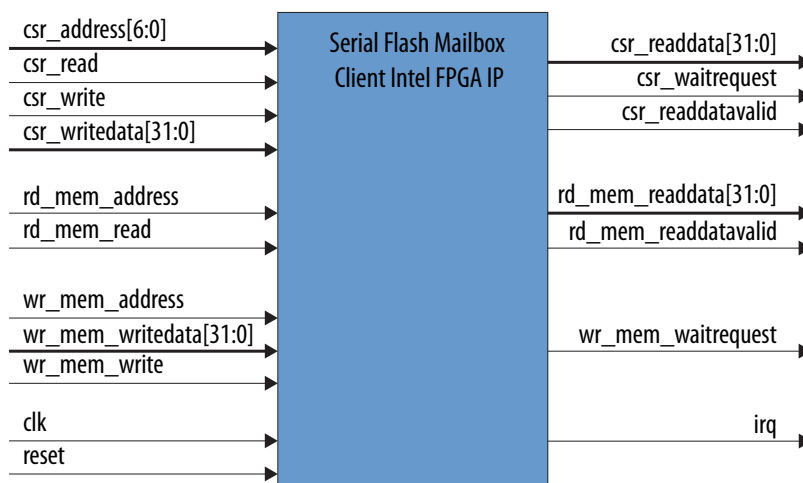 csr_address[6:0]
csr_read
csr_write
csr_writedata[31:0]
rd_mem_address
rd_mem_read
wr_mem_address
wr_mem_writedata[31:0]
wr_mem_write
clk
reset
Serial Flash Mailbox
Client Intel FPGA IP
csr_readdata[31:0]
csr_waitrequest
csr_readdatavalid
rd_mem_readdata[31:0]
rd_mem_readdatavalid
wr_mem_waitrequest
irq